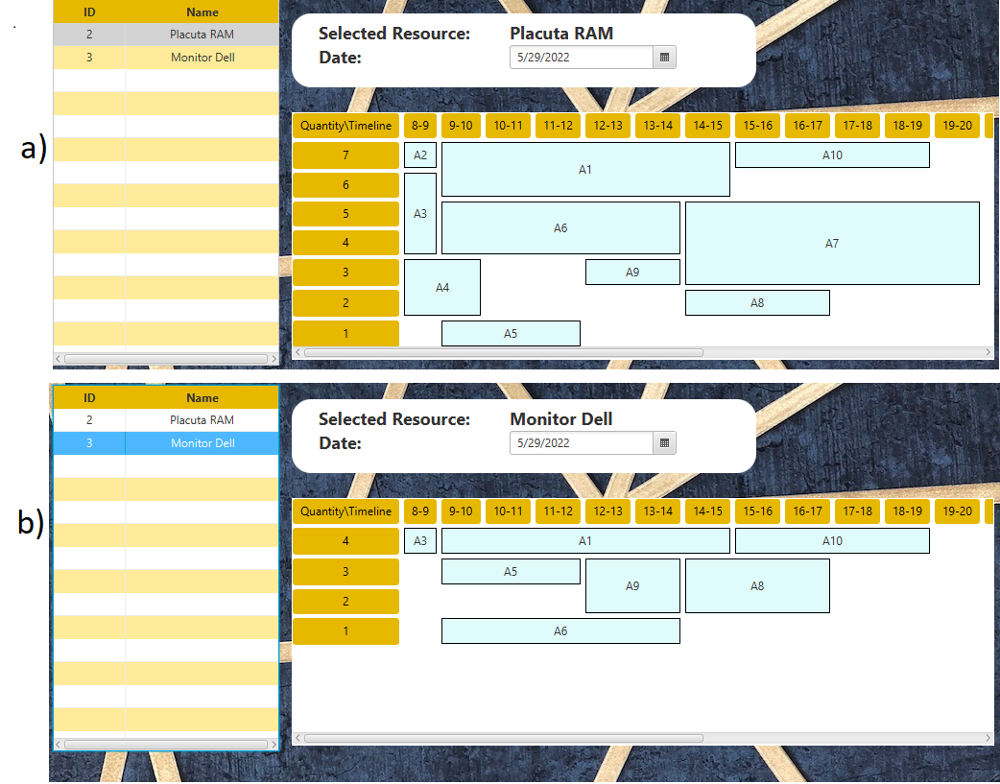 ID Name
2 Placuta RAM
3 Monitor Dell
Selected Resource: Placuta RAM
Date: 5/29/2022
a)
Quantity\Timeline 8-9 9-10 10-11 11-12 12-13 13-14 14-15 15-16 16-17 17-18 18-19 19-20
7 A2 A1 A10
6
5 A3 A6 A7
4
3 A4 A9
2 A8
1 A5
ID Name
2 Placuta RAM
3 Monitor Dell
Selected Resource: Monitor Dell
Date: 5/29/2022
b)
Quantity\Timeline 8-9 9-10 10-11 11-12 12-13 13-14 14-15 15-16 16-17 17-18 18-19 19-20
4 A3 A1 A10
3 A5 A9 A8
2
1 A6